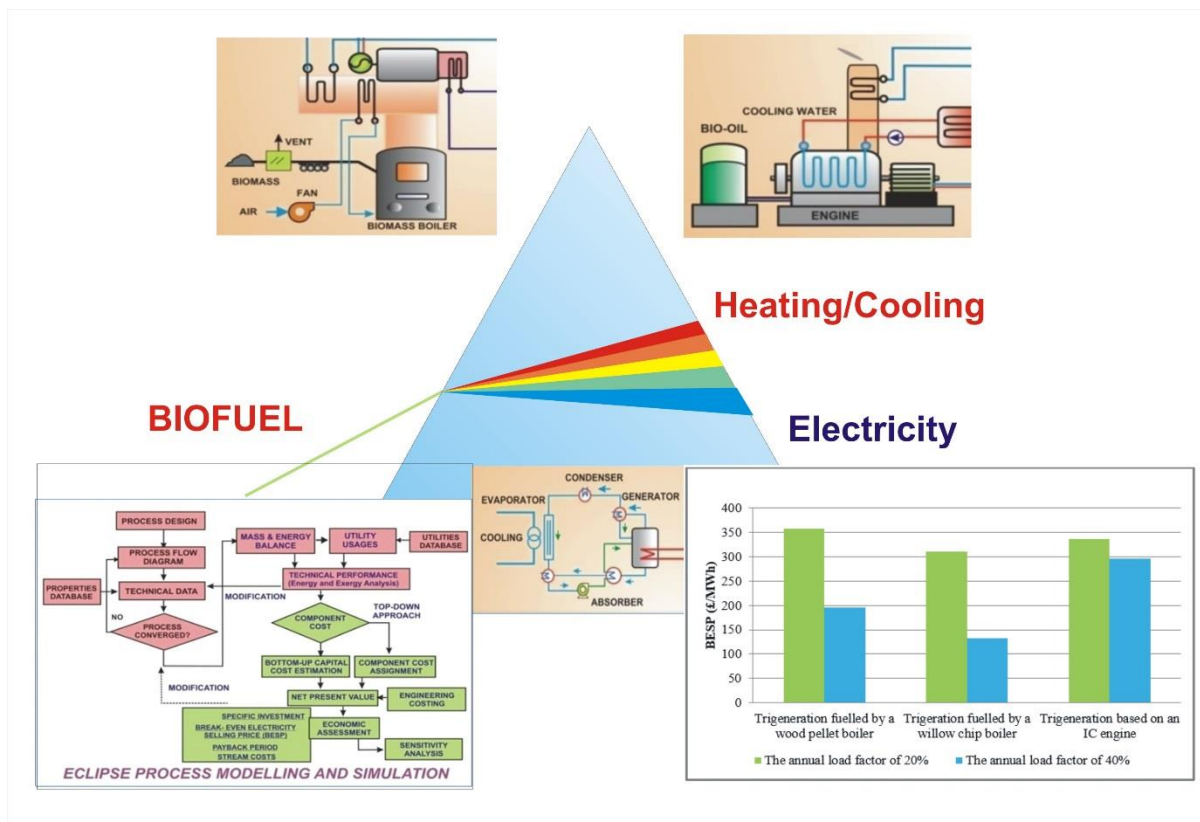 VENT
BIOMASS
FAN
AIR
BIOMASS BOILER
COOLING WATER
BIO-OIL
ENGINE
Heating/Cooling
BIOFUEL
Electricity
PROCESS DESIGN
PROCESS FLOW
DIAGRAM
PROPERTIES
DATABASE
TECHNICAL DATA
NO
PROCESS
CONVERGED?
MASS & ENERGY
BALANCE
UTILITY
USAGES
UTILITIES
DATABASE
TECHNICAL PERFORMANCE
(Energy and Exergy Analysis)
MODIFICATION
TOP-DOWN
APPROACH
COMPONENT
COST
BOTTOM-UP CAPITAL
COST ESTIMATION
COMPONENT COST
ASSIGNMENT
MODIFICATION
NET PRESENT VALUE
ENGINEERING
COSTING
SPECIFIC INVESTMENT
BREAK- EVEN ELECTRICITY
SELLING PRICE (BESP)
PAYBACK PERIOD
STREAM COSTS
ECONOMIC
ASSESSMENT
SENSITIVITY
ANALYSIS
ECLIPSE PROCESS MODELLING AND SIMULATION
CONDENSER
EVAPORATOR
GENERATOR
COOLING
ABSORBER
BESP (£/MWh)
400
350
300
250
200
150
100
50
0
Trigeneration fuelled by a
wood pellet boiler
Trigeration fuelled by a
willow chip boiler
Trigeneration based on an
IC engine
The annual load factor of 20%
The annual load factor of 40%